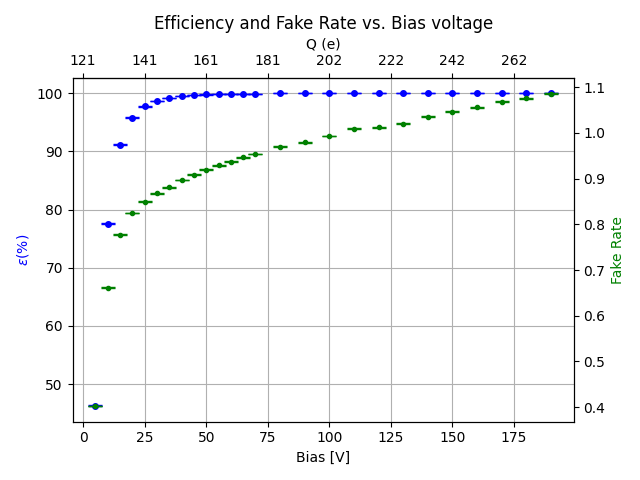 Efficiency and Fake Rate vs. Bias voltage
Q (e)
121 141 161 181 202 222 242 262
100
90
80
70
60
50
ε(%)
1.1
1.0
0.9
0.8
0.7
0.6
0.5
0.4
Fake Rate
0 25 50 75 100 125 150 175
Bias [V]